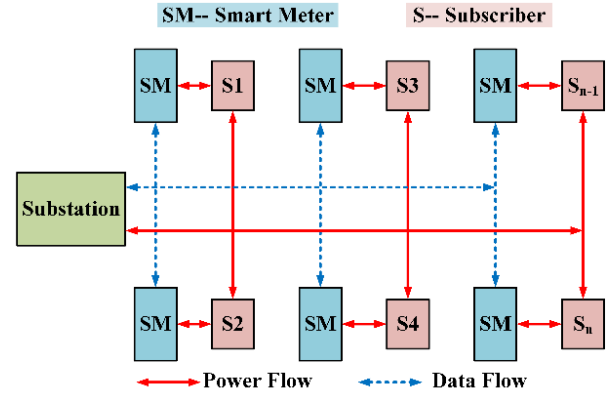 SM-- Smart Meter S-- Subscriber
SM S1 SM S3 SM Sₙ₋₁
Substation
SM S2 SM S4 SM Sₙ
Power Flow Data Flow